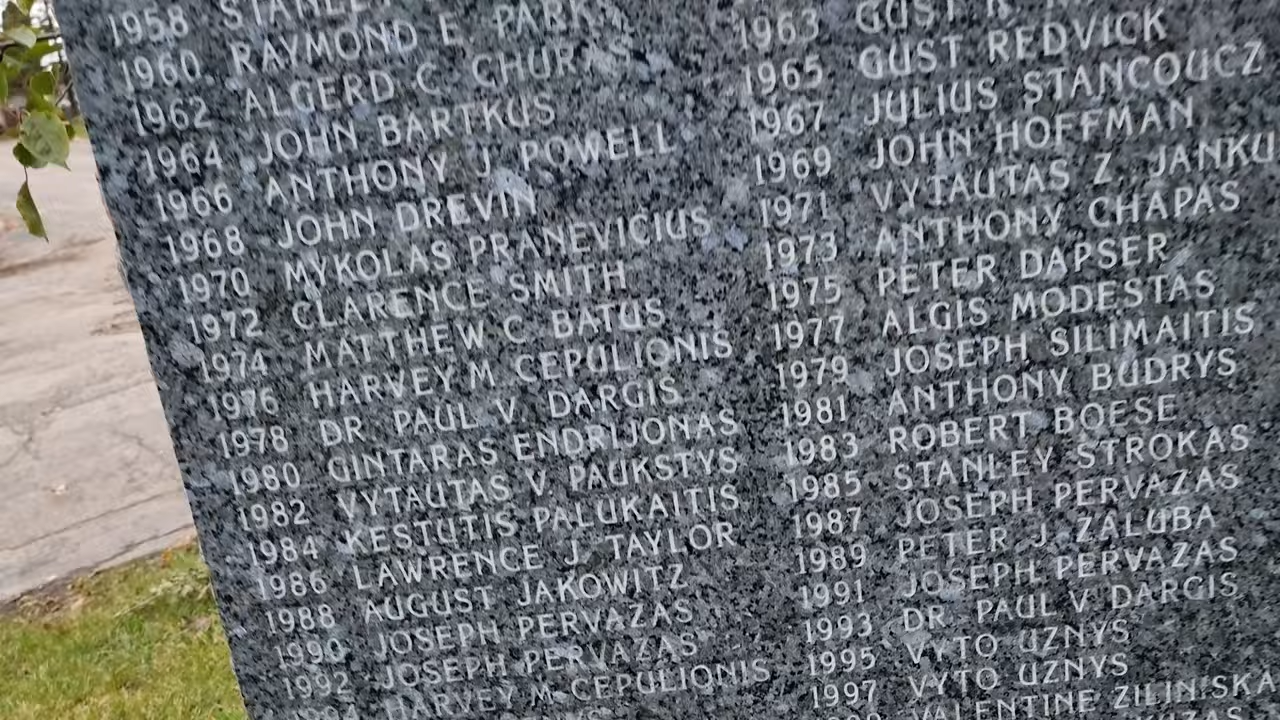 1958 STANLEY
1960 RAYMOND E. PARK
1962 ALGERD C. CHUR
1964 JOHN BARTKUS
1966 ANTHONY J. POWELL
1968 JOHN DREVIN
1970 MYKOLAS PRANEVICIUS
1972 CLARENCE SMITH
1974 MATTHEW C. BATUS
1976 HARVEY M. CEPULIONIS
1978 DR. PAUL V. DARGIS
1980 GINTARAS ENDRIJONAS
1982 VYTAUTAS V. PAUKSTYS
1984 KESTUTIS PALUKAITIS
1986 LAWRENCE J. TAYLOR
1988 AUGUST JAKOWITZ
1990 JOSEPH PERVAZAS
1992 JOSEPH PERVAZAS
1994 HARVEY M. CEPULIONIS
1963 GUST R.
1965 GUST REDVICK
1967 JULIUS STANCOUCZ
1969 JOHN HOFFMAN
1971 VYTAUTAS Z. JANKU
1973 ANTHONY CHAPAS
1975 PETER DAPSER
1977 ALGIS MODESTAS
1979 JOSEPH SILIMAITIS
1981 ANTHONY BUDRYS
1983 ROBERT BOESE
1985 STANLEY STROKAS
1987 JOSEPH PERVAZAS
1989 PETER J. ZALUBA
1991 JOSEPH PERVAZAS
1993 DR. PAUL V. DARGIS
1995 VYTO UZNYS
1997 VYTO UZNYS
VALENTINE ZILINSKA